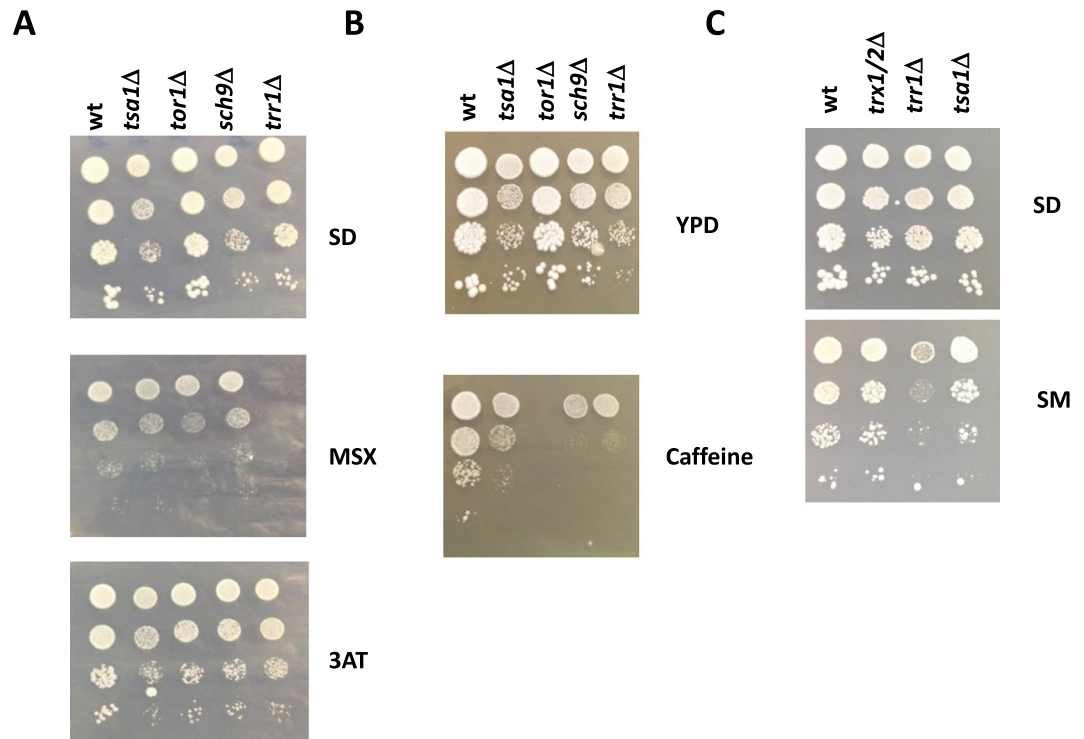 A
wt
tsa1Δ
tor1Δ
sch9Δ
trr1Δ
SD
MSX
3AT
B
wt
tsa1Δ
tor1Δ
sch9Δ
trr1Δ
YPD
Caffeine
C
wt
trx1/2Δ
trr1Δ
tsa1Δ
SD
SM